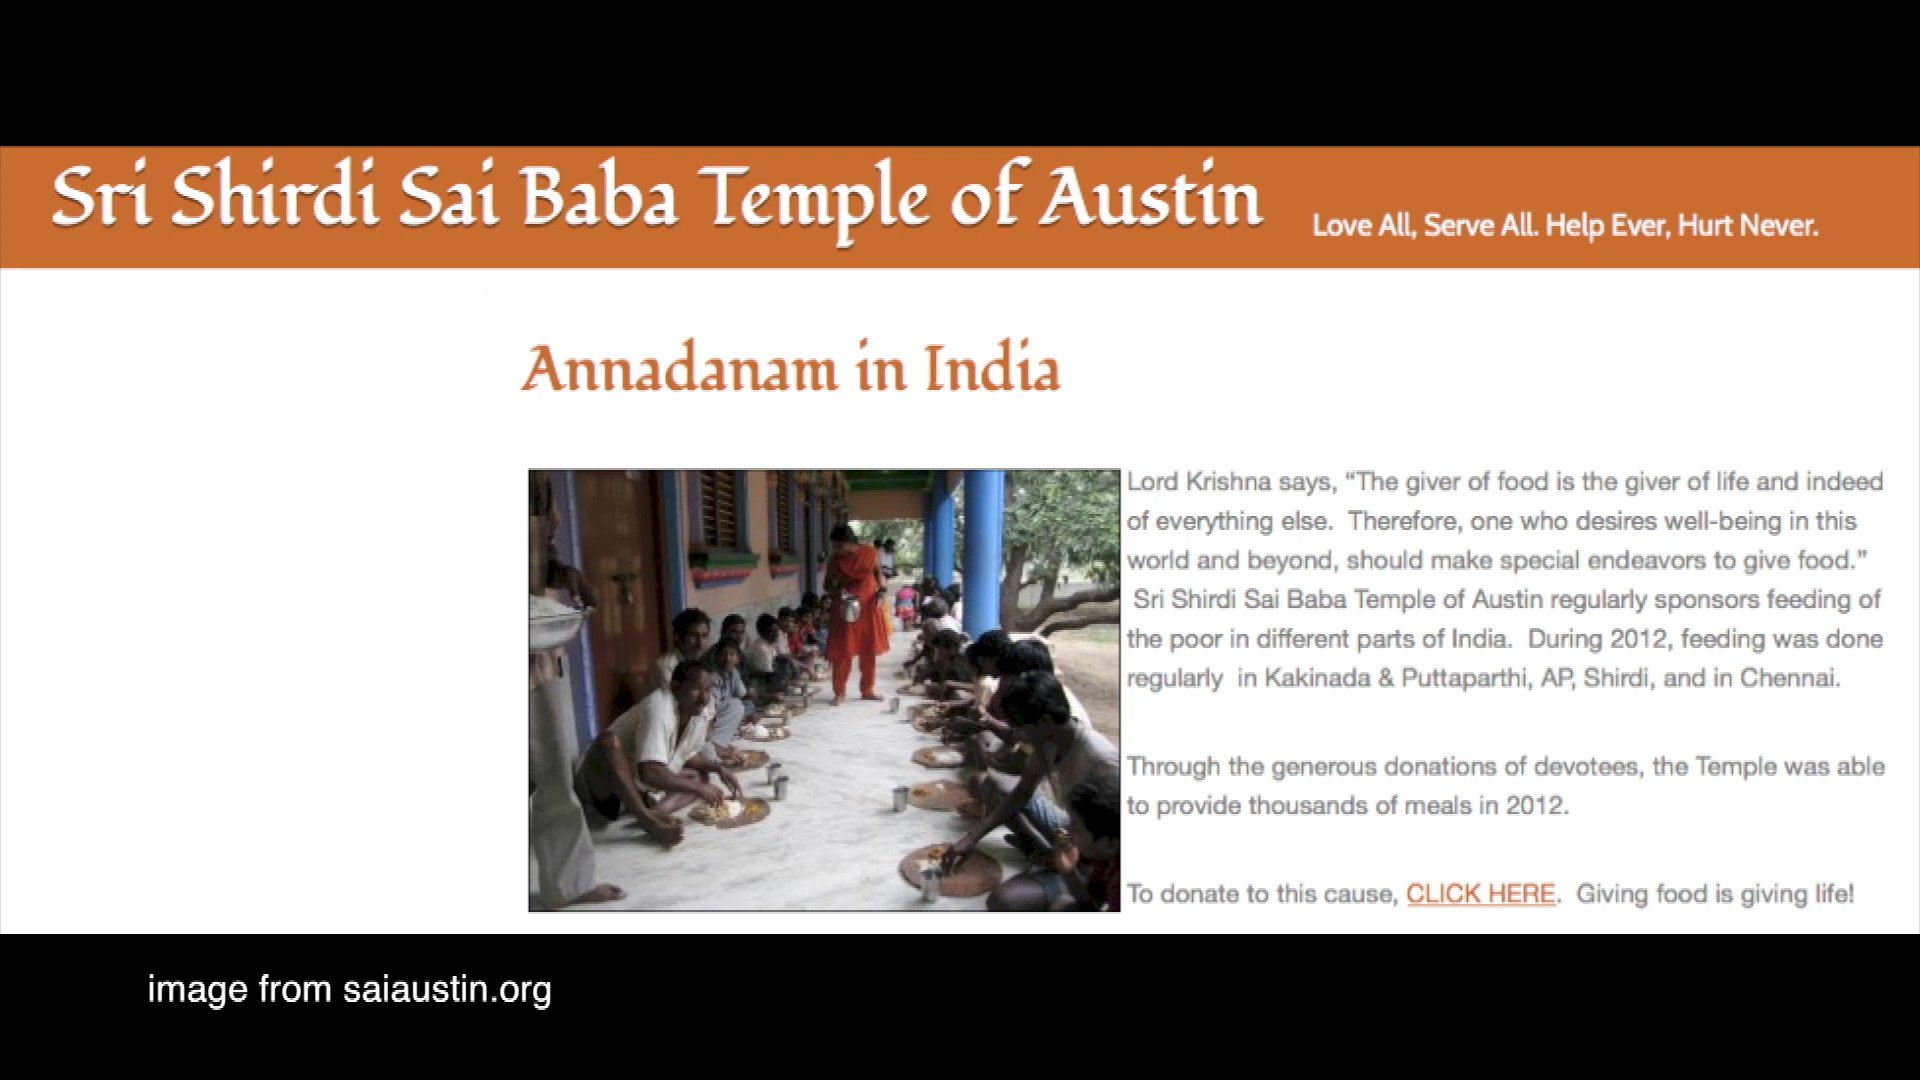 Sri Shirdi Sai Baba Temple of Austin
Love All, Serve All. Help Ever, Hurt Never.
Annadanam in India
Lord Krishna says, “The giver of food is the giver of life and indeed
of everything else.  Therefore, one who desires well-being in this
world and beyond, should make special endeavors to give food.”
Sri Shirdi Sai Baba Temple of Austin regularly sponsors feeding of
the poor in different parts of India.  During 2012, feeding was done
regularly  in Kakinada & Puttaparthi, AP, Shirdi, and in Chennai.
Through the generous donations of devotees, the Temple was able
to provide thousands of meals in 2012.
To donate to this cause, CLICK HERE.  Giving food is giving life!
image from saiaustin.org